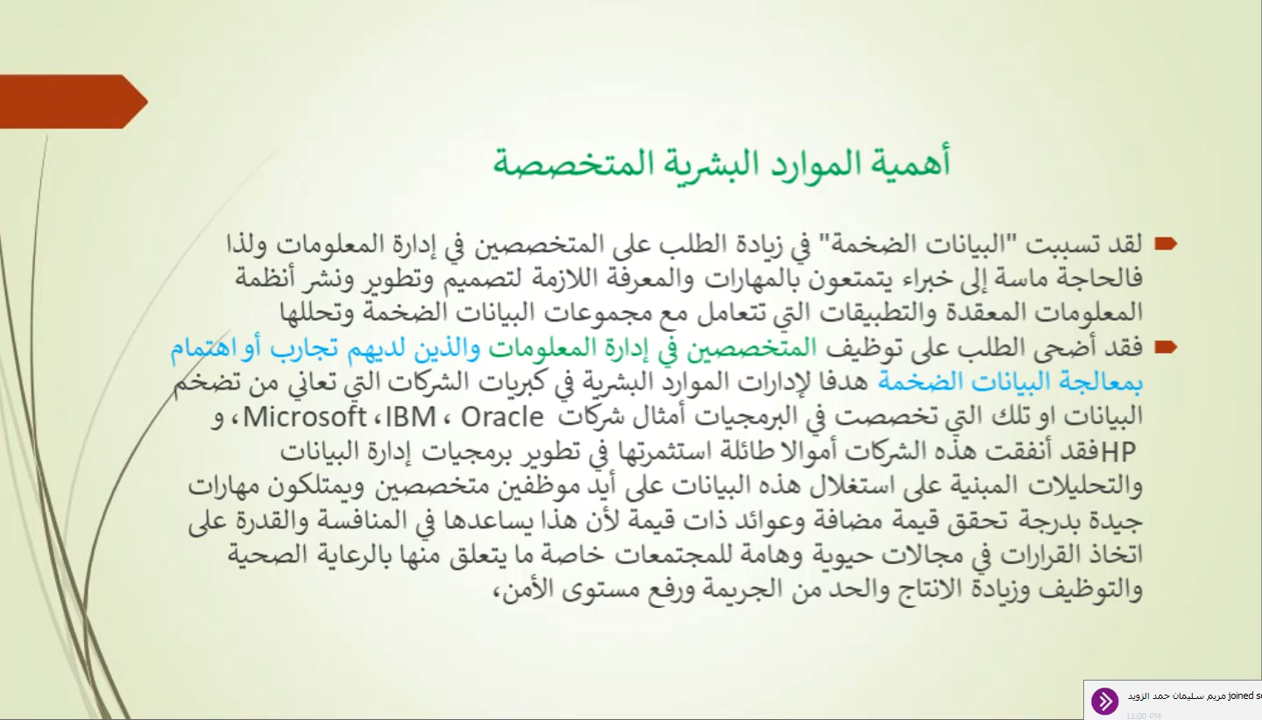 أهمية الموارد البشرية المتخصصة
لقد تسببت "البيانات الضخمة" في زيادة الطلب على المتخصصين في إدارة المعلومات ولذا
فالحاجة ماسة إلى خبراء يتمتعون بالمهارات والمعرفة اللازمة لتصميم وتطوير ونشر أنظمة
المعلومات المعقدة والتطبيقات التي تتعامل مع مجموعات البيانات الضخمة وتحللها
فقد أضحى الطلب على توظيف المتخصصين في إدارة المعلومات والذين لديهم تجارب أو اهتمام
بمعالجة البيانات الضخمة هدفا لإدارات الموارد البشرية في كبريات الشركات التي تعاني من تضخم
البيانات او تلك التي تخصصت في البرمجيات أمثال شركات Oracle ، IBM، Microsoft، و
HPفقد أنفقت هذه الشركات أموالا طائلة استثمرتها في تطوير برمجيات إدارة البيانات
والتحليلات المبنية على استغلال هذه البيانات على أيد موظفين متخصصين ويمتلكون مهارات
جيدة بدرجة تحقق قيمة مضافة وعوائد ذات قيمة لأن هذا يساعدها في المنافسة والقدرة على
اتخاذ القرارات في مجالات حيوية وهامة للمجتمعات خاصة ما يتعلق منها بالرعاية الصحية
والتوظيف وزيادة الانتاج والحد من الجريمة ورفع مستوى الأمن،
مريم سليمان حمد الزويد joined
11:00 PM